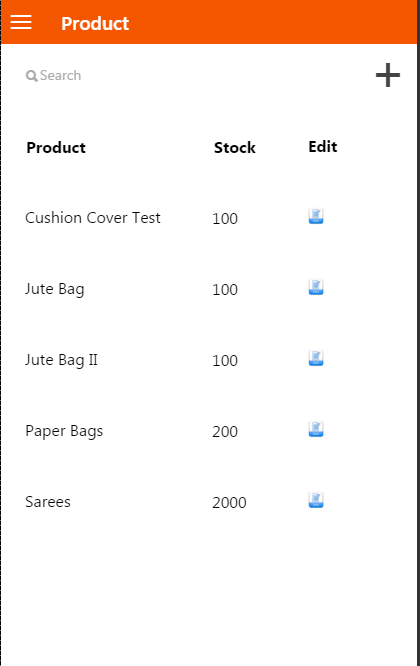 Product
Search
Product Stock Edit
Cushion Cover Test 100
Jute Bag 100
Jute Bag II 100
Paper Bags 200
Sarees 2000